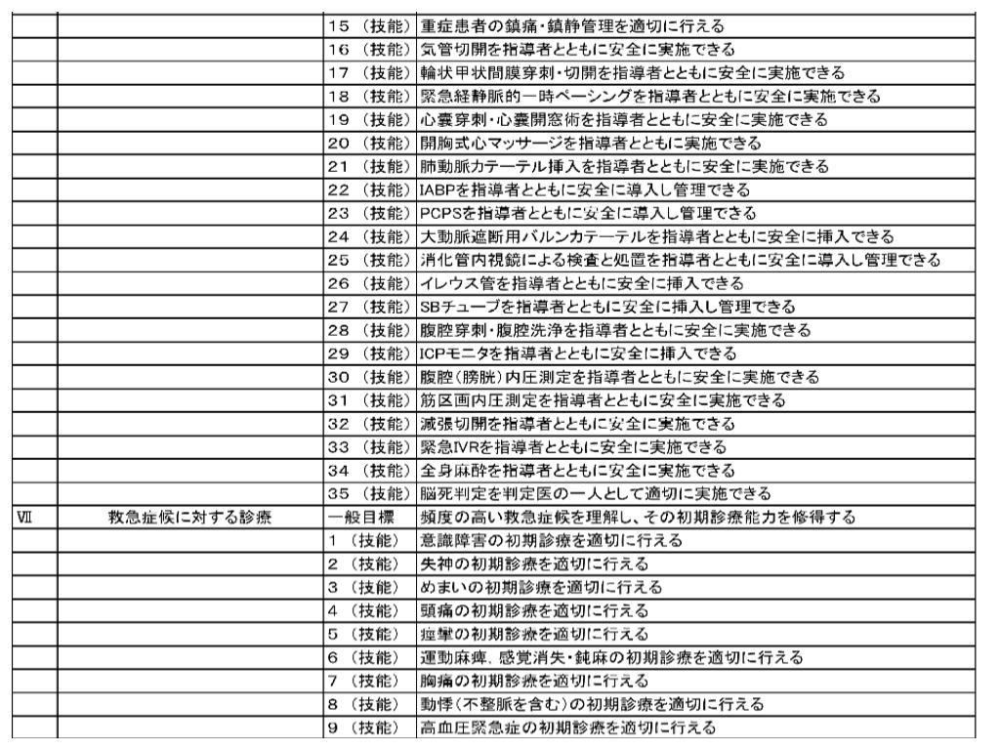 15 (技能) 重症患者の鎮痛・鎮静管理を適切に行える
16 (技能) 気管切開を指導者とともに安全に実施できる
17 (技能) 輪状甲状間膜穿刺・切開を指導者とともに安全に実施できる
18 (技能) 緊急経静脈的一時ペーシングを指導者とともに安全に実施できる
19 (技能) 心嚢穿刺・心嚢開窓術を指導者とともに安全に実施できる
20 (技能) 開胸式心マッサージを指導者とともに実施できる
21 (技能) 肺動脈カテーテル挿入を指導者とともに安全に実施できる
22 (技能) IABPを指導者とともに安全に導入し管理できる
23 (技能) PCPSを指導者とともに安全に導入し管理できる
24 (技能) 大動脈遮断用バルンカテーテルを指導者とともに安全に挿入できる
25 (技能) 消化管内視鏡による検査と処置を指導者とともに安全に導入し管理できる
26 (技能) イレウス管を指導者とともに安全に挿入できる
27 (技能) SBチューブを指導者とともに安全に挿入し管理できる
28 (技能) 腹腔穿刺・腹腔洗浄を指導者とともに安全に実施できる
29 (技能) ICPモニタを指導者とともに安全に挿入できる
30 (技能) 腹腔(膀胱)内圧測定を指導者とともに安全に実施できる
31 (技能) 筋区画内圧測定を指導者とともに安全に実施できる
32 (技能) 減張切開を指導者とともに安全に実施できる
33 (技能) 緊急IVRを指導者とともに安全に実施できる
34 (技能) 全身麻酔を指導者とともに安全に実施できる
35 (技能) 脳死判定を判定医の一人として適切に実施できる
Ⅶ 救急症候に対する診療 一般目標 頻度の高い救急症候を理解し、その初期診療能力を修得する
1 (技能) 意識障害の初期診療を適切に行える
2 (技能) 失神の初期診療を適切に行える
3 (技能) めまいの初期診療を適切に行える
4 (技能) 頭痛の初期診療を適切に行える
5 (技能) 痙攣の初期診療を適切に行える
6 (技能) 運動麻痺, 感覚消失・鈍麻の初期診療を適切に行える
7 (技能) 胸痛の初期診療を適切に行える
8 (技能) 動悸(不整脈を含む)の初期診療を適切に行える
9 (技能) 高血圧緊急症の初期診療を適切に行える